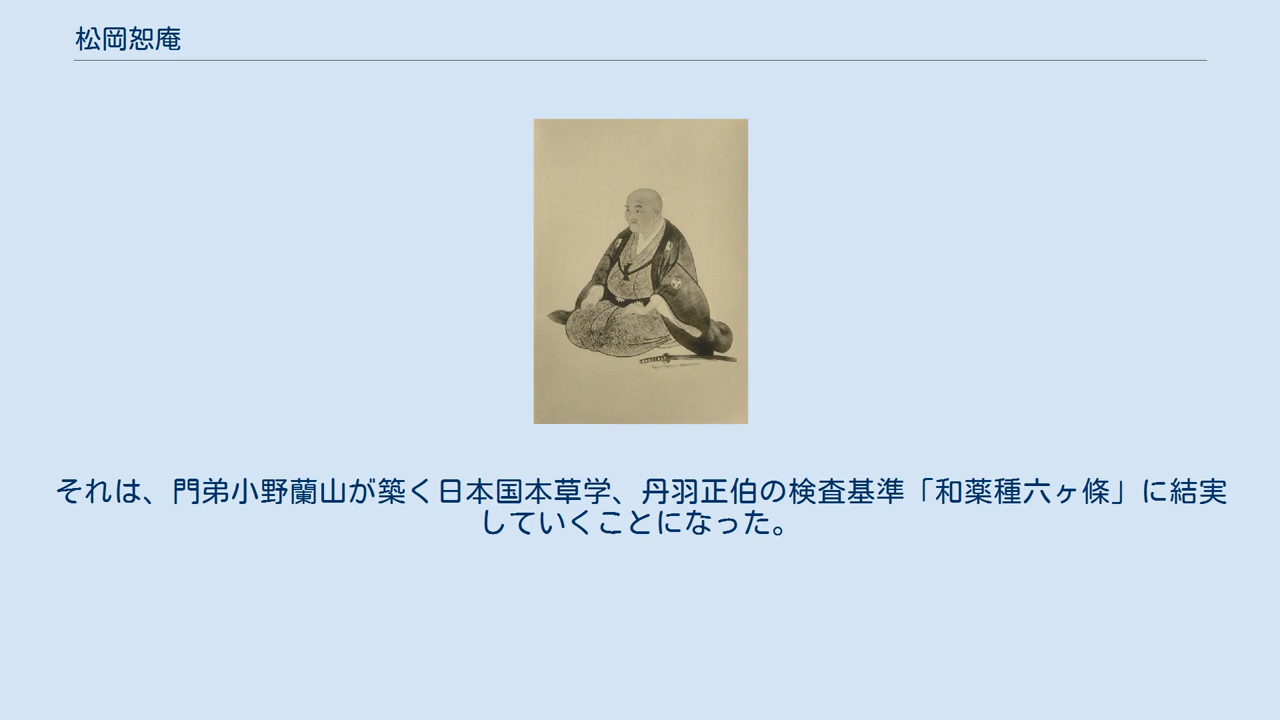 松岡恕庵
それは、門弟小野蘭山が築く日本国本草学、丹羽正伯の検査基準「和薬種六ヶ條」に結実
していくことになった。